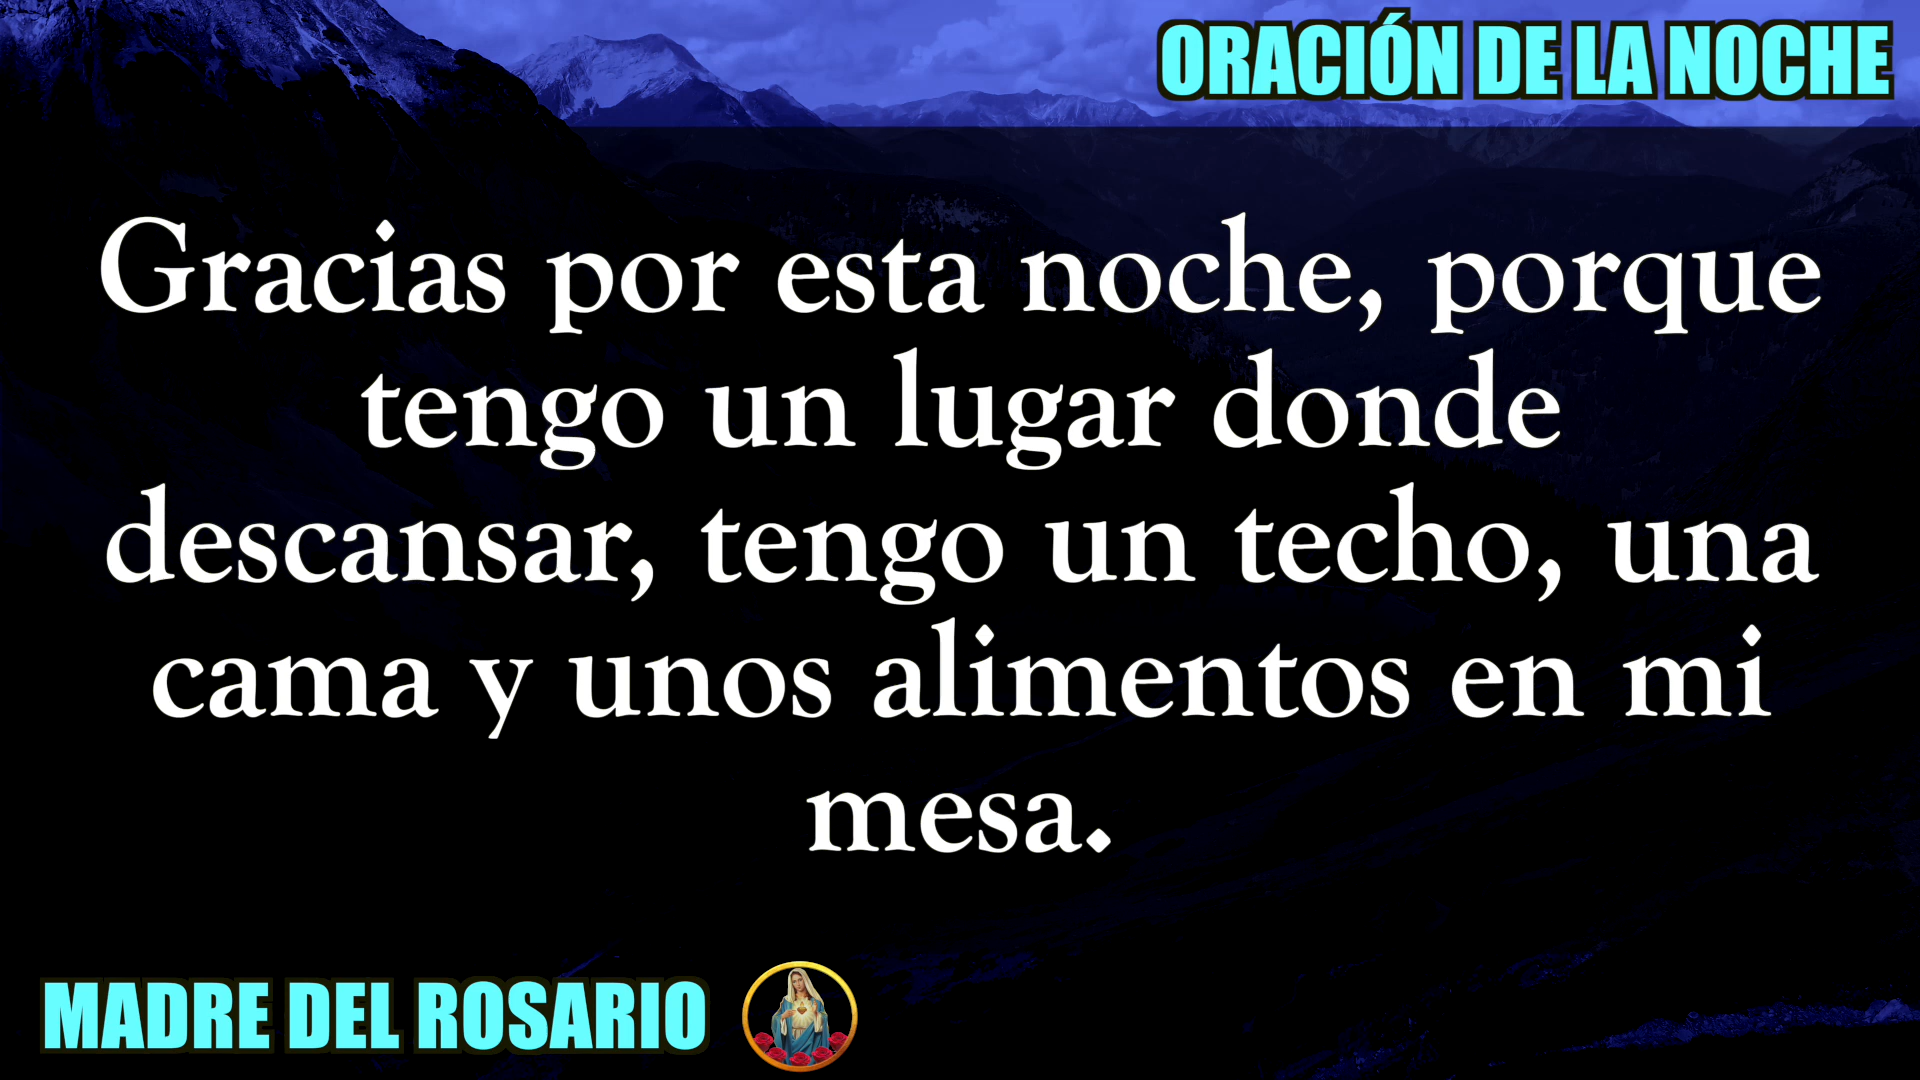 ORACIÓN DE LA NOCHE
Gracias por esta noche, porque
tengo un lugar donde
descansar, tengo un techo, una
cama y unos alimentos en mi
mesa.
MADRE DEL ROSARIO